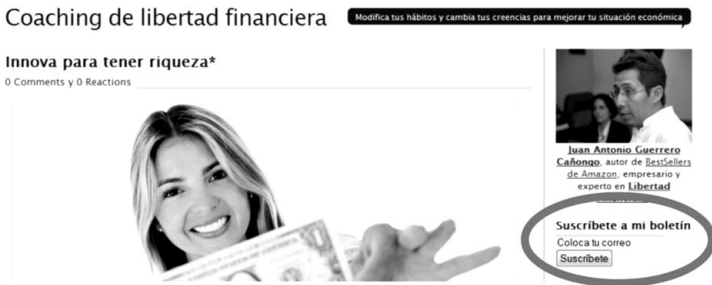 Coaching de libertad financiera
Modifica tus hábitos y cambia tus creencias para mejorar tu situación económica
Innova para tener riqueza*
0 Comments y 0 Reactions
Juan Antonio Guerrero
Cañongo, autor de BestSellers
de Amazon, empresario y
experto en Libertad
Suscríbete a mi boletín
Coloca tu correo
Suscribete